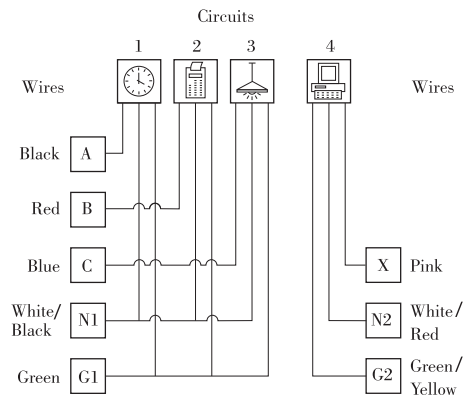 Circuits
1 2 3 4
Wires Wires
Black A
Red B
Blue C
X Pink
White/
Black N1
N2 White/
Red
Green G1
G2 Green/
Yellow